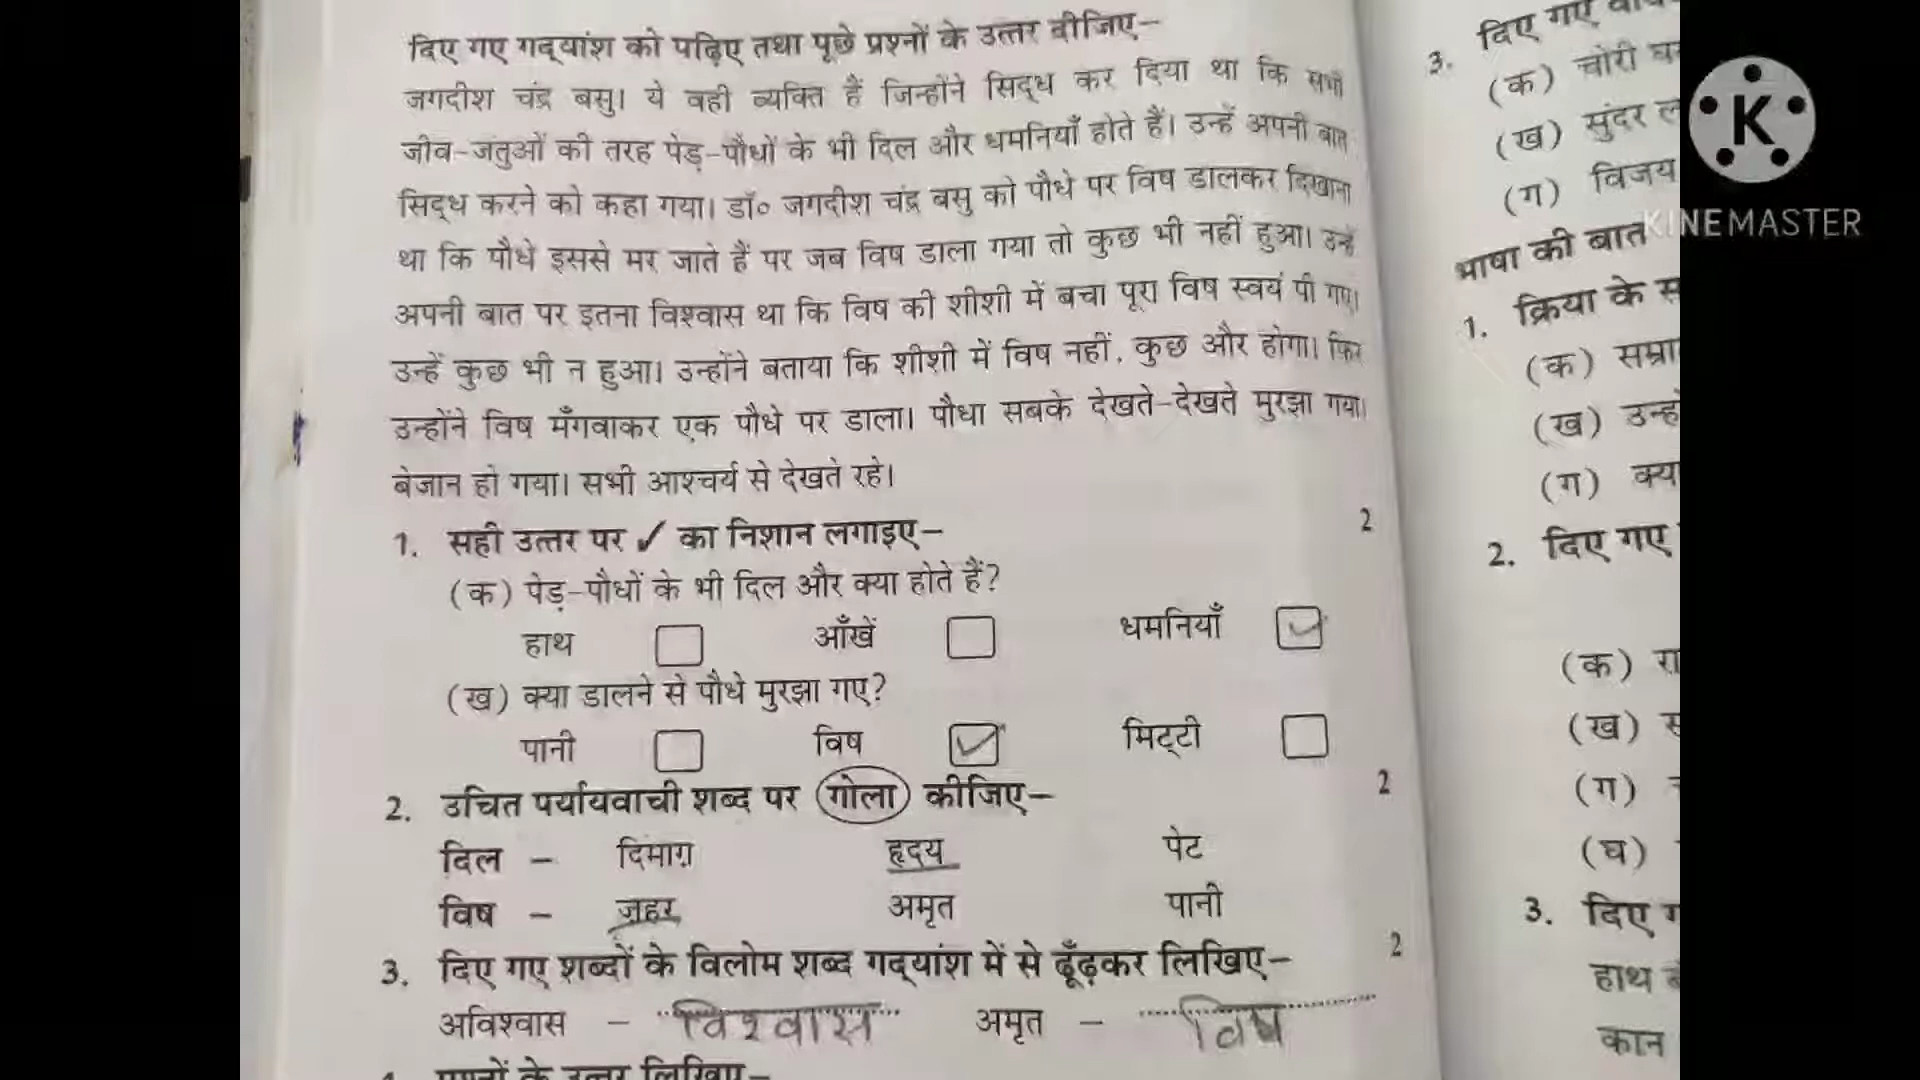 दिए गए गद्यांश को पढ़िए तथा पूछे प्रश्नों के उत्तर दीजिए–
जगदीश चंद्र बसु। ये वही व्यक्ति हैं जिन्होंने सिद्ध कर दिया था कि सभी
जीव-जंतुओं की तरह पेड़-पौधों के भी दिल और धमनियाँ होते हैं। उन्हें अपनी बात
सिद्ध करने को कहा गया। डॉ० जगदीश चंद्र बसु को पौधे पर विष डालकर दिखाना
था कि पौधे इससे मर जाते हैं पर जब विष डाला गया तो कुछ भी नहीं हुआ। उन्हें
अपनी बात पर इतना विश्वास था कि विष की शीशी में बचा पूरा विष स्वयं पी गए।
उन्हें कुछ भी न हुआ। उन्होंने बताया कि शीशी में विष नहीं, कुछ और होगा। फिर
उन्होंने विष मँगवाकर एक पौधे पर डाला। पौधा सबके देखते-देखते मुरझा गया।
बेजान हो गया। सभी आश्चर्य से देखते रहे।
1. सही उत्तर पर ✓ का निशान लगाइए– 2
(क) पेड़-पौधों के भी दिल और क्या होते हैं?
हाथ आँखें धमनियाँ ✓
(ख) क्या डालने से पौधे मुरझा गए?
पानी विष ✓ मिट्टी
2. उचित पर्यायवाची शब्द पर गोला कीजिए– 2
दिल – दिमाग़ हृदय पेट
विष – ज़हर अमृत पानी
3. दिए गए शब्दों के विलोम शब्द गद्यांश में से ढूँढ़कर लिखिए– 2
अविश्वास – विश्वास अमृत – विष
प्रश्नों के उत्तर लिखिए–
3. दिए गए
(क) चोरी
(ख) सुंदर
(ग) विजय
भाषा की बात
1. क्रिया के
(क)
(ख)
(ग)
2. दिए गए
(क)
(ख)
(ग)
(घ)
3. दिए
हाथ
कान
K
KINEMASTER